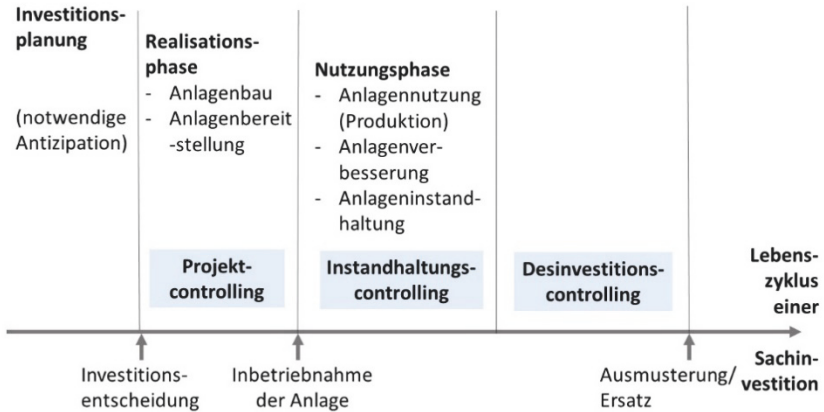 Investitions-
planung
(notwendige
Antizipation)
Realisations-
phase
- Anlagenbau
- Anlagenbereit
-stellung
Nutzungsphase
- Anlagennutzung
(Produktion)
- Anlagenver-
besserung
- Anlageninstand-
haltung
Projekt-
controlling
Instandhaltungs-
controlling
Desinvestitions-
controlling
Lebens-
zyklus
einer
Sachin-
vestition
Investitions-
entscheidung
Inbetriebnahme
der Anlage
Ausmusterung/
Ersatz